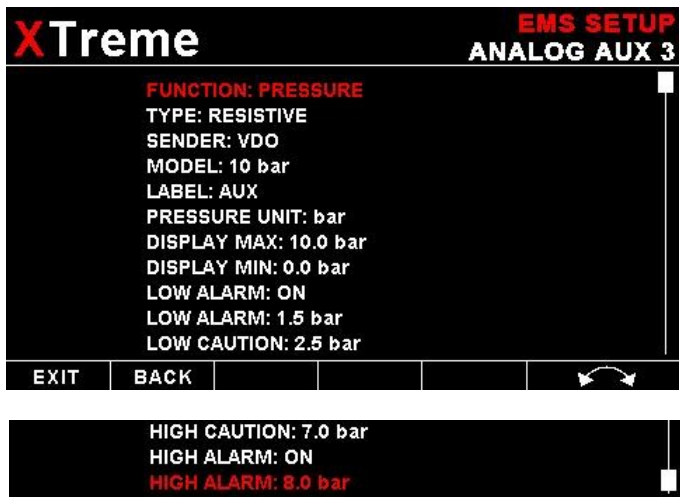 XTreme
EMS SETUP
ANALOG AUX 3
FUNCTION: PRESSURE
TYPE: RESISTIVE
SENDER: VDO
MODEL: 10 bar
LABEL: AUX
PRESSURE UNIT: bar
DISPLAY MAX: 10.0 bar
DISPLAY MIN: 0.0 bar
LOW ALARM: ON
LOW ALARM: 1.5 bar
LOW CAUTION: 2.5 bar
EXIT BACK
HIGH CAUTION: 7.0 bar
HIGH ALARM: ON
HIGH ALARM: 8.0 bar